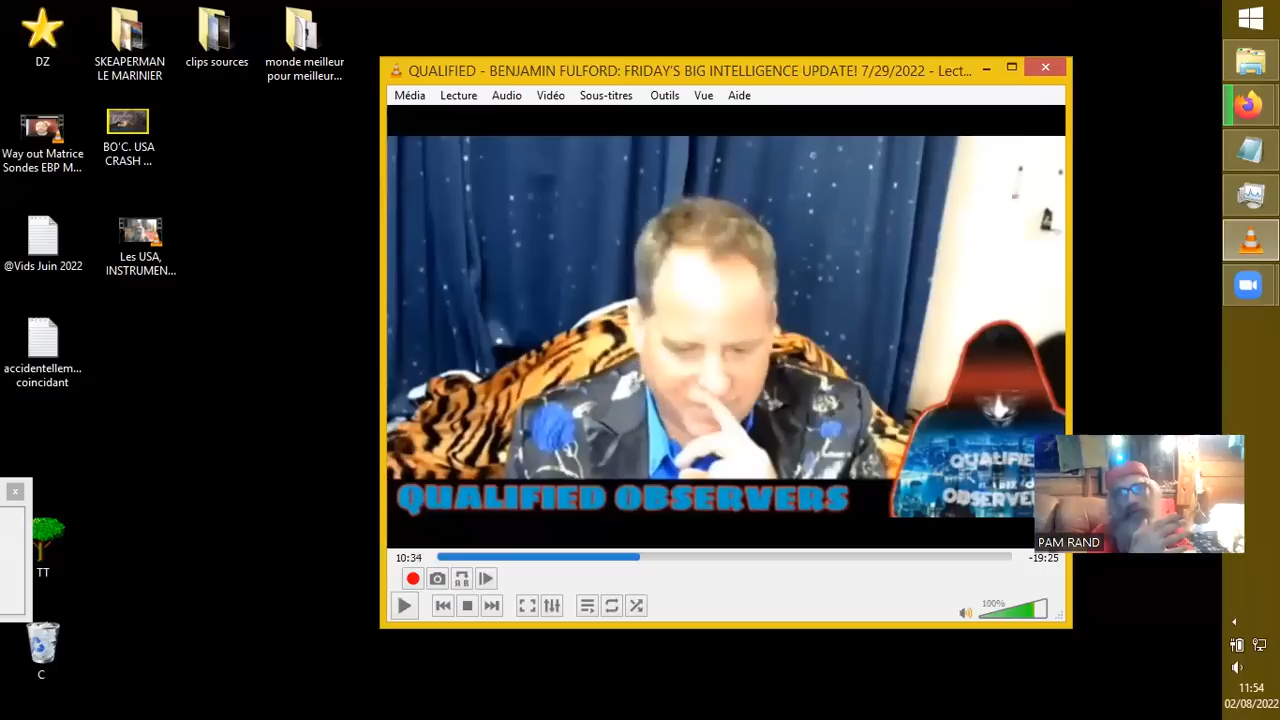 DZ
SKEAPERMAN
LE MARINIER
clips sources
monde meilleur
pour meilleur...
Way out Matrice
Sondes EBP M...
BO'C. USA
CRASH ...
@Vids Juin 2022
Les USA,
INSTRUMEN...
accidentellem...
coincidant
TT
C
QUALIFIED - BENJAMIN FULFORD: FRIDAY'S BIG INTELLIGENCE UPDATE! 7/29/2022 - Lect...
Média Lecture Audio Vidéo Sous-titres Outils Vue Aide
QUALIFIED OBSERVERS
QUALIFIE
OBSERVER
PAM RAND
10:34
-19:25
100%
11:54
02/08/2022